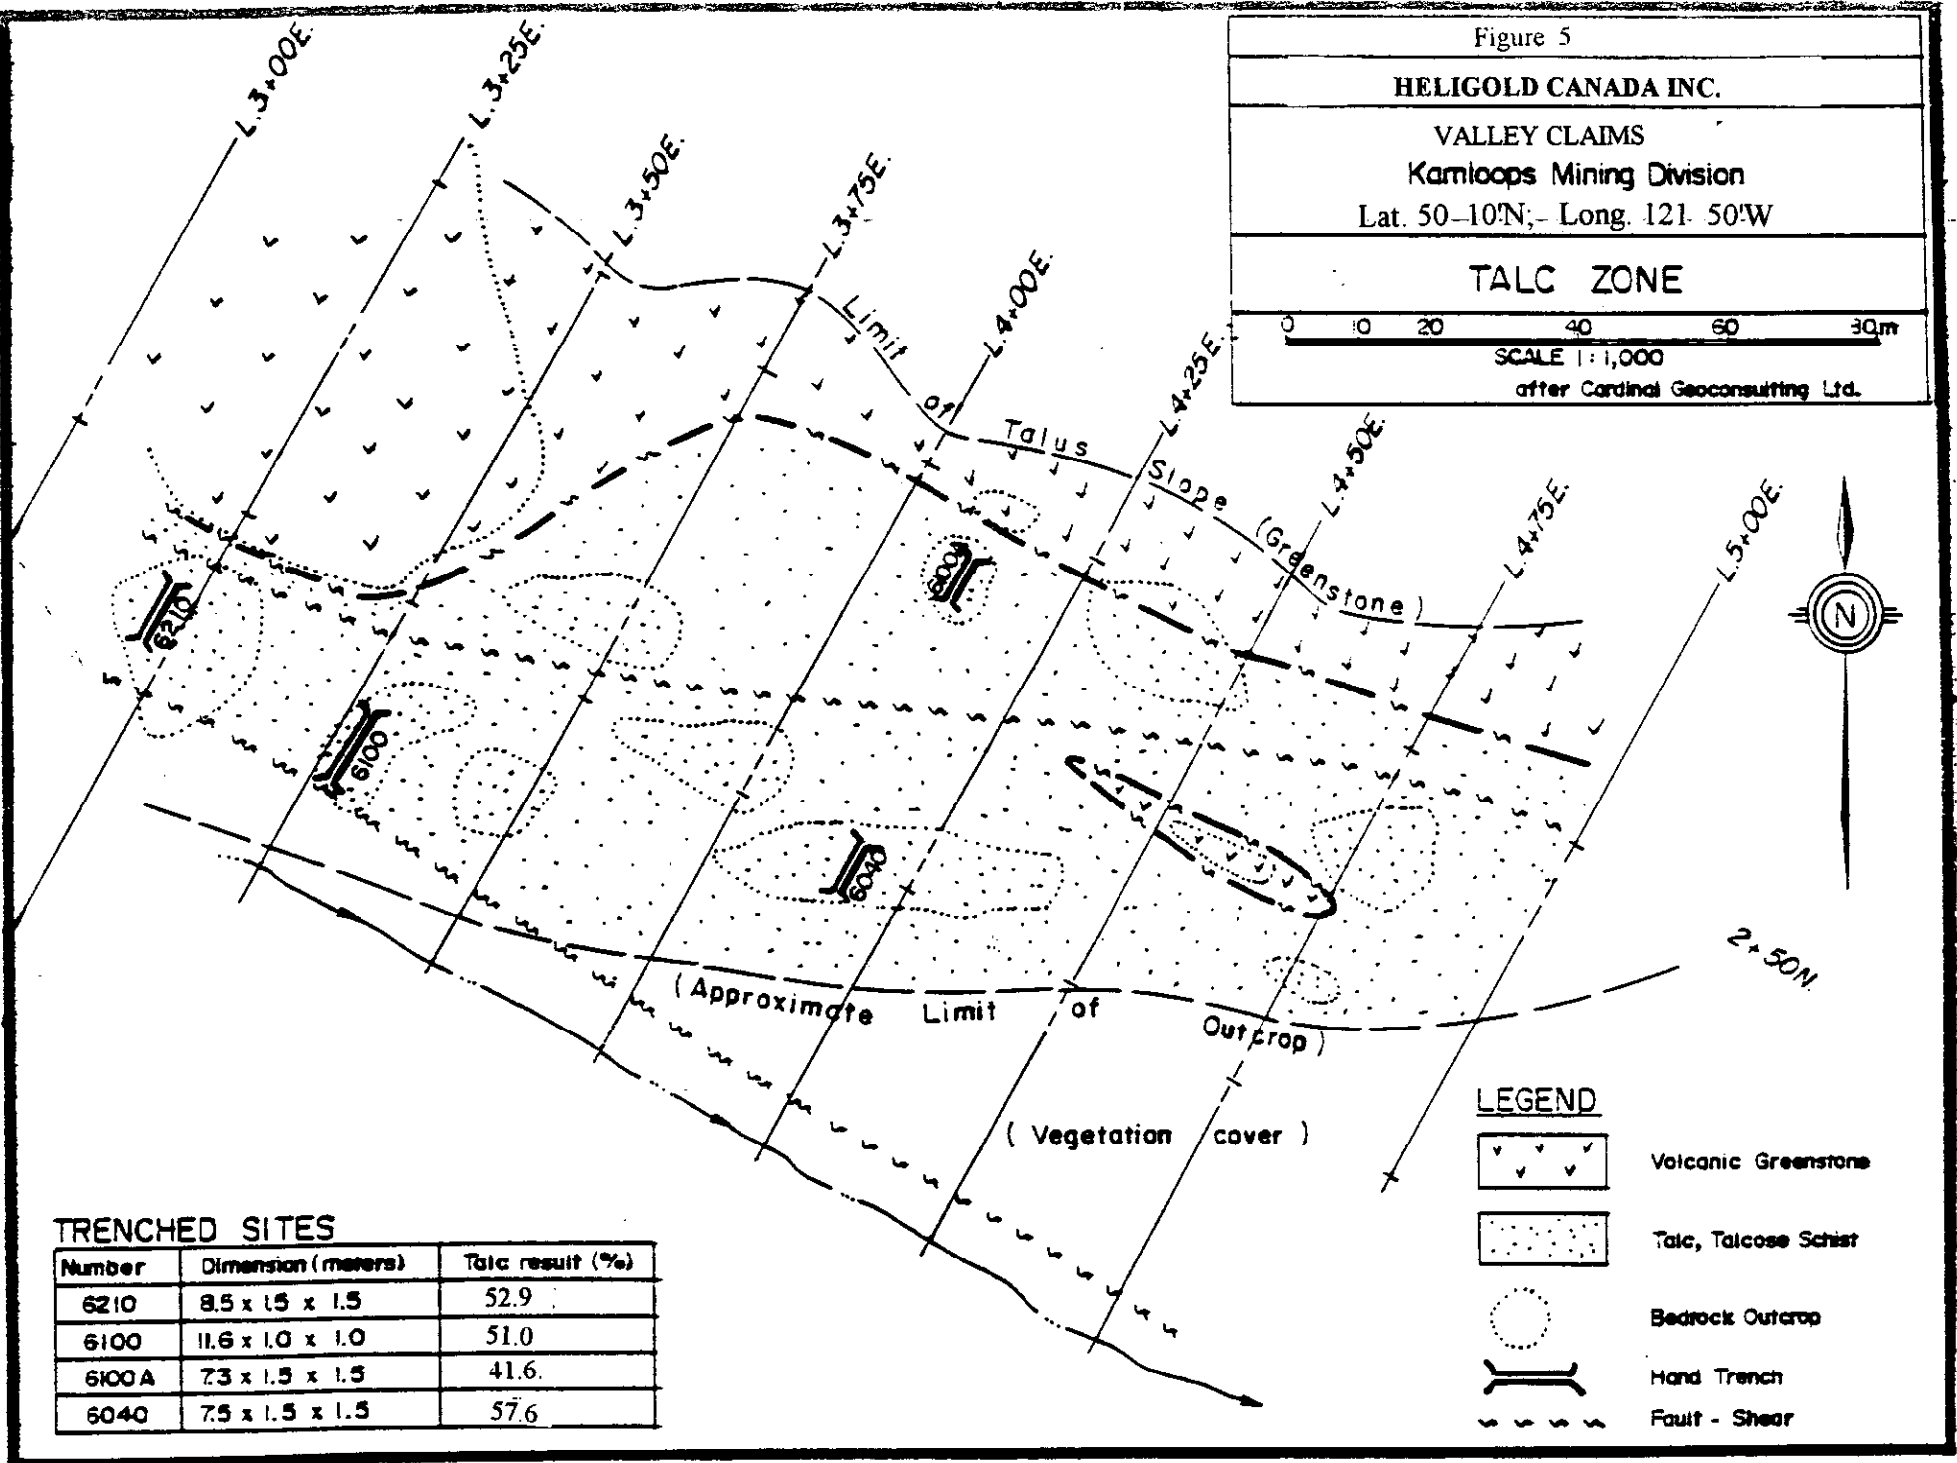 L.3+00E.
L.3+25E.
L.3+50E.
L.3+75E.
L.4+00E.
L.4+25E.
L.4+50E.
L.4+75E.
L.5+00E.
Figure 5
HELIGOLD CANADA INC.
VALLEY CLAIMS
Kamloops Mining Division
Lat. 50-10'N; Long. 121 50'W
TALC ZONE
0 10 20 40 60 80m
SCALE 1:1,000
after Cardinal Geoconsulting Ltd.
Limit of Talus Slope (Greenstone)
N
6210
6100
6040
2+50N
(Approximate Limit of Outcrop)
(Vegetation cover)
LEGEND
Volcanic Greenstone
Talc, Talcose Schist
Bedrock Outcrop
Hand Trench
Fault - Shear
TRENCHED SITES
Number Dimension (meters) Talc result (%)
6210 8.5 x 1.5 x 1.5 52.9
6100 11.6 x 1.0 x 1.0 51.0
6100A 7.3 x 1.5 x 1.5 41.6.
6040 7.5 x 1.5 x 1.5 57.6